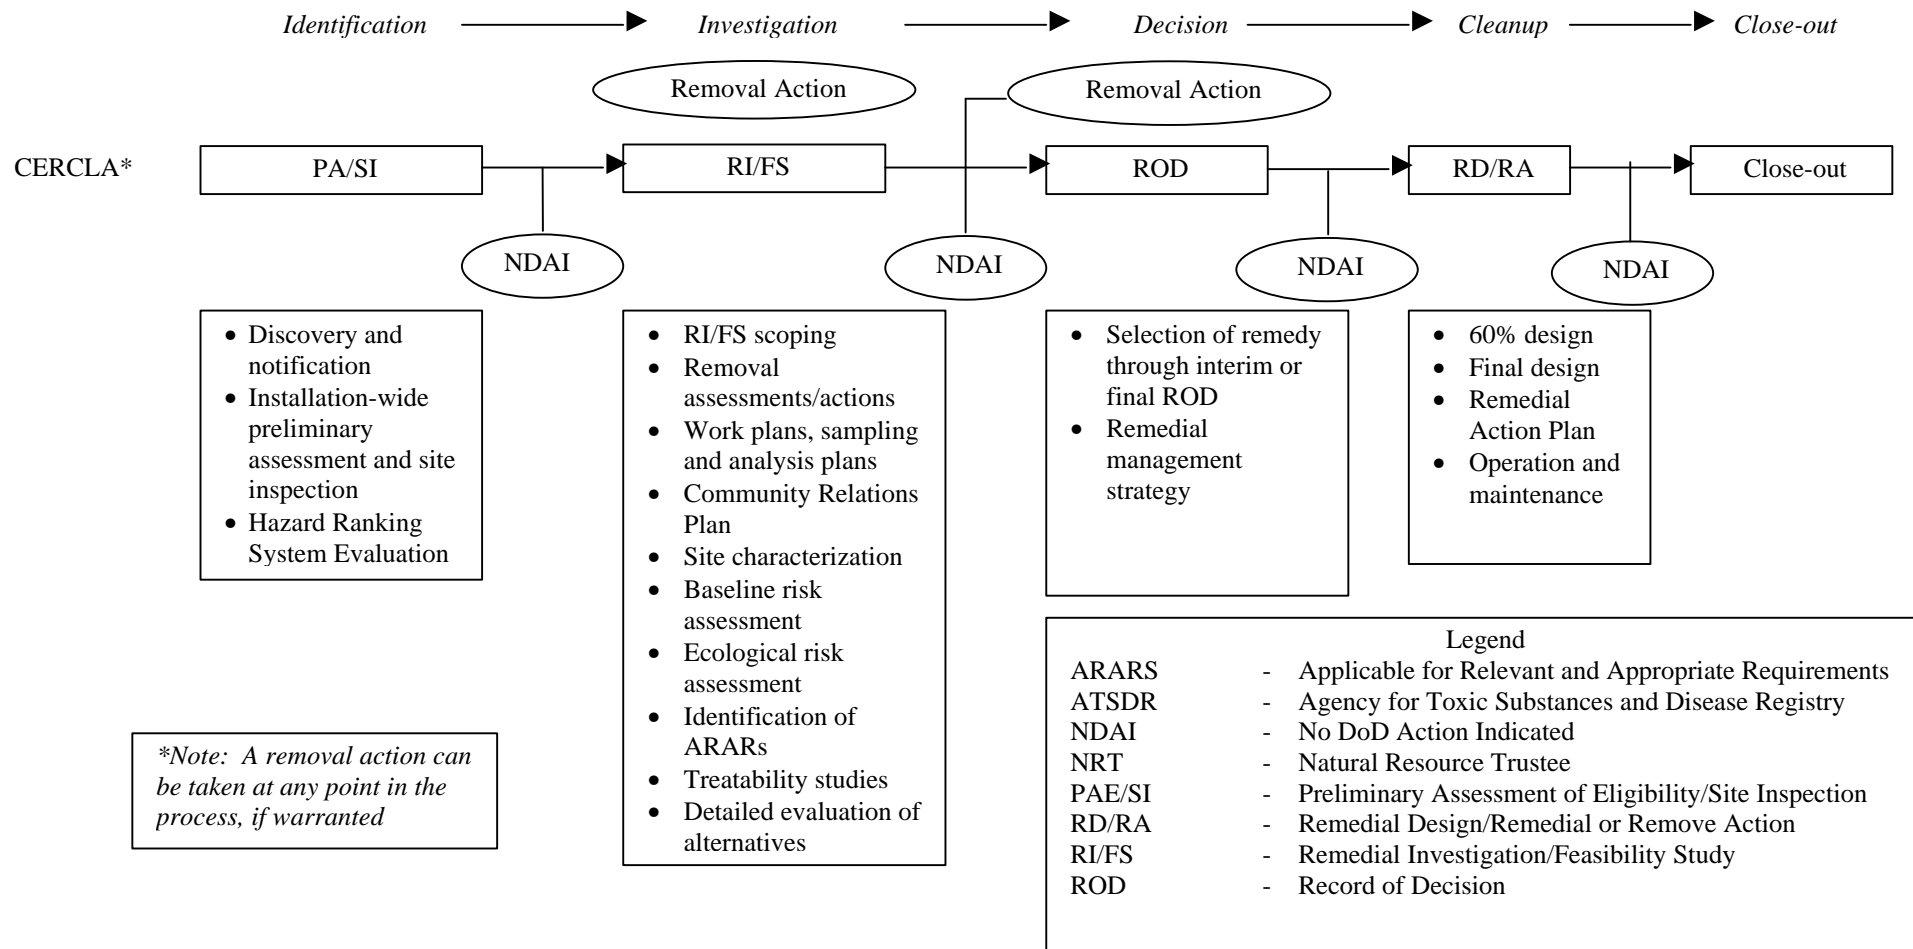 Identification Investigation Decision Cleanup Close-out
Removal Action Removal Action
CERCLA* PA/SI RI/FS ROD RD/RA Close-out
NDAI NDAI NDAI NDAI
• Discovery and
notification
• Installation-wide
preliminary
assessment and site
inspection
• Hazard Ranking
System Evaluation
• RI/FS scoping
• Removal
assessments/actions
• Work plans, sampling
and analysis plans
• Community Relations
Plan
• Site characterization
• Baseline risk
assessment
• Ecological risk
assessment
• Identification of
ARARs
• Treatability studies
• Detailed evaluation of
alternatives
• Selection of remedy
through interim or
final ROD
• Remedial
management
strategy
• 60% design
• Final design
• Remedial
Action Plan
• Operation and
maintenance
*Note: A removal action can
be taken at any point in the
process, if warranted
Legend
ARARS - Applicable for Relevant and Appropriate Requirements
ATSDR - Agency for Toxic Substances and Disease Registry
NDAI - No DoD Action Indicated
NRT - Natural Resource Trustee
PAE/SI - Preliminary Assessment of Eligibility/Site Inspection
RD/RA - Remedial Design/Remedial or Remove Action
RI/FS - Remedial Investigation/Feasibility Study
ROD - Record of Decision